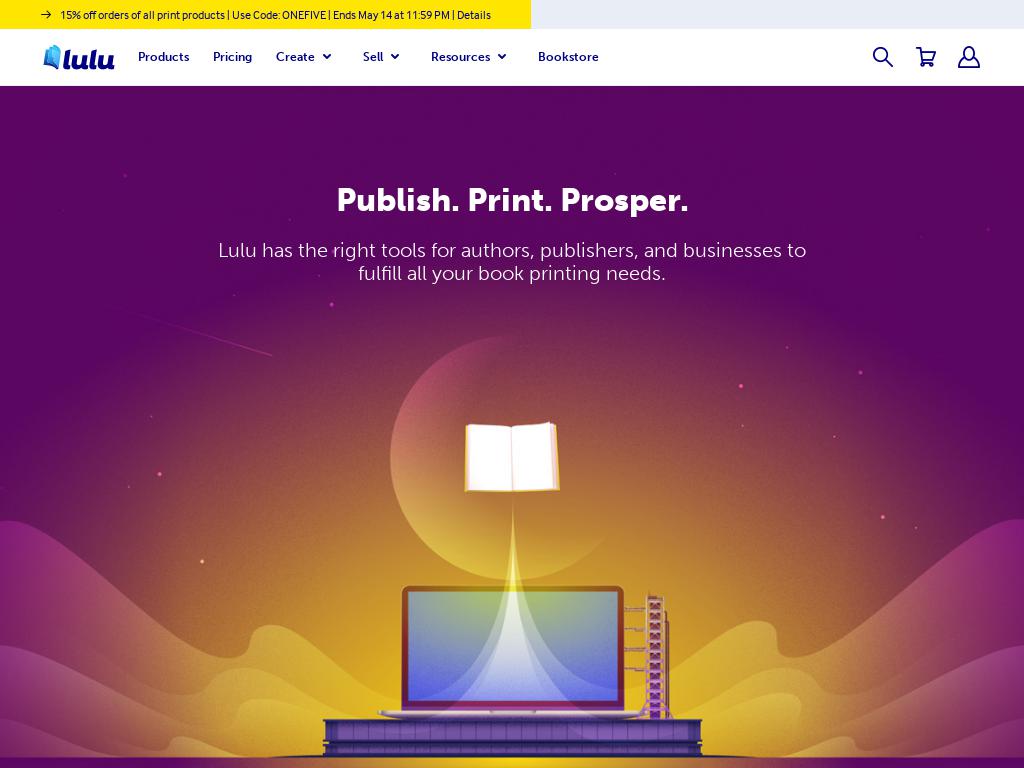 15% off orders of all print products | Use Code: ONEFIVE | Ends May 14 at 11:59 PM | Details
lulu Products Pricing Create Sell Resources Bookstore
Publish. Print. Prosper.
Lulu has the right tools for authors, publishers, and businesses to
fulfill all your book printing needs.